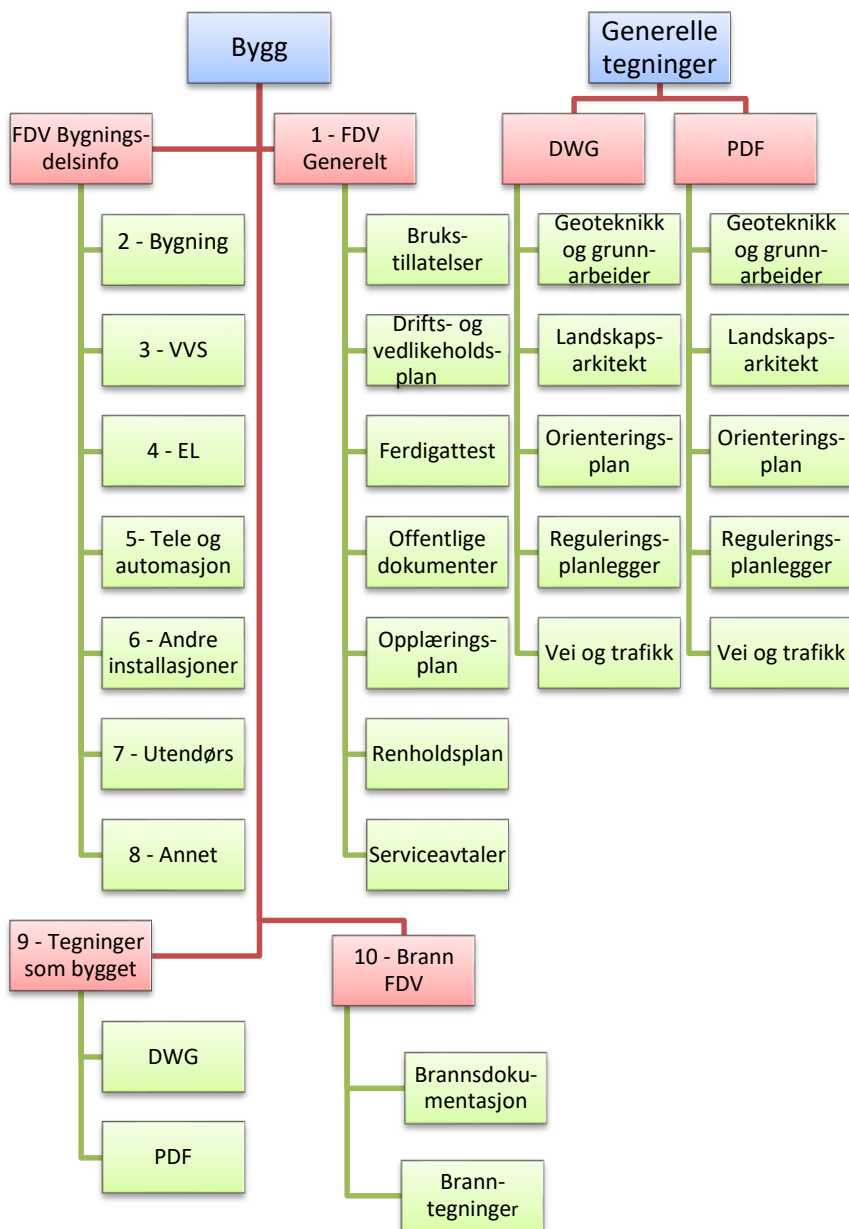 Bygg
Generelle
tegninger
FDV Bygnings-
delsinfo
1 - FDV
Generelt
DWG
PDF
2 - Bygning
3 - VVS
4 - EL
5- Tele og
automasjon
6 - Andre
installasjoner
7 - Utendørs
8 - Annet
Bruks-
tillatelser
Drifts- og
vedlikeholds-
plan
Ferdigattest
Offentlige
dokumenter
Opplærings-
plan
Renholdsplan
Serviceavtaler
Geoteknikk
og grunn-
arbeider
Landskaps-
arkitekt
Orienterings-
plan
Regulerings-
planlegger
Vei og trafikk
Geoteknikk
og grunn-
arbeider
Landskaps-
arkitekt
Orienterings-
plan
Regulerings-
planlegger
Vei og trafikk
9 - Tegninger
som bygget
DWG
PDF
10 - Brann
FDV
Brannsdoku-
mentasjon
Brann-
tegninger